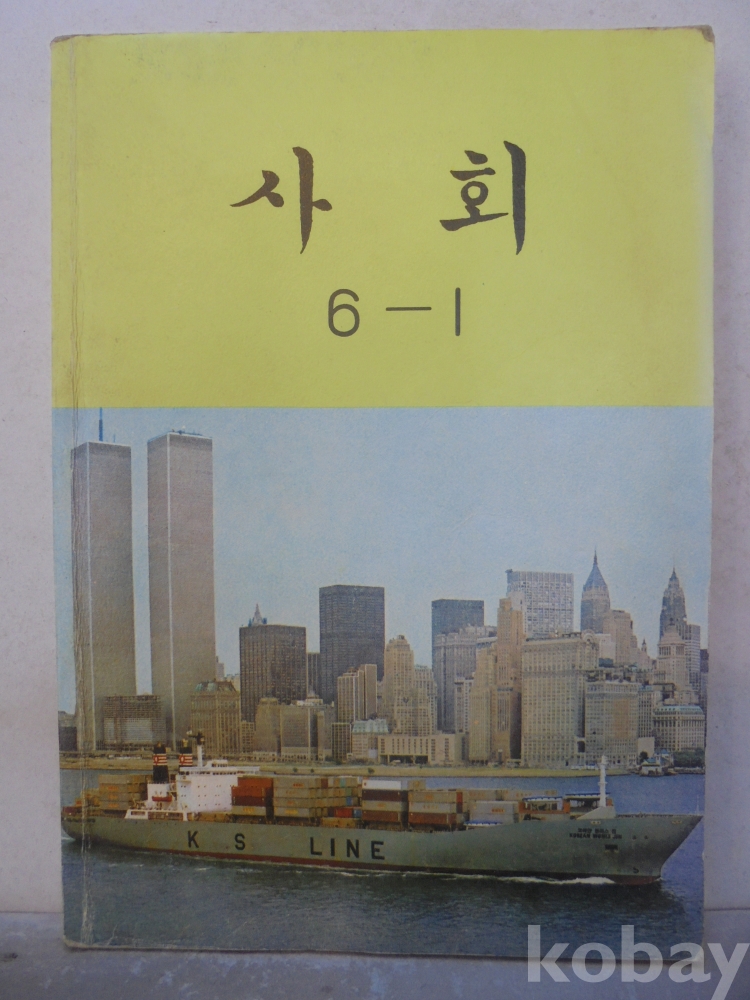 사 회
6-1
K S LINE
kobay